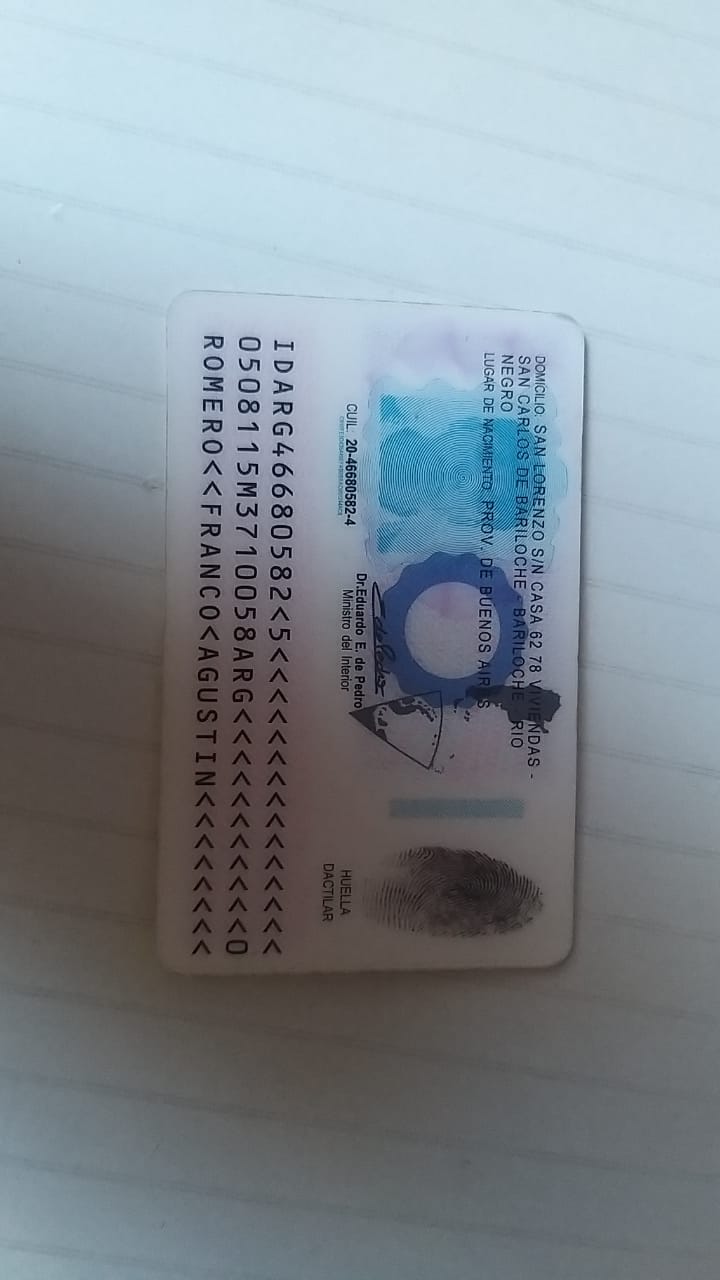 DOMICILIO: SAN LORENZO S/N CASA 62 78 VIVIENDAS -
SAN CARLOS DE BARILOCHE - BARILOCHE - RIO
NEGRO
LUGAR DE NACIMIENTO: PROV. DE BUENOS AIRES
CUIL: 20-46680582-4
Dr.Eduardo E. de Pedro
Ministro del Interior
HUELLA
DACTILAR
IDARG46680582<5<<<<<<<<<<<<<<<
0508115M3710058ARG<<<<<<<<<<<0
ROMERO<<FRANCO<AGUSTIN<<<<<<<<